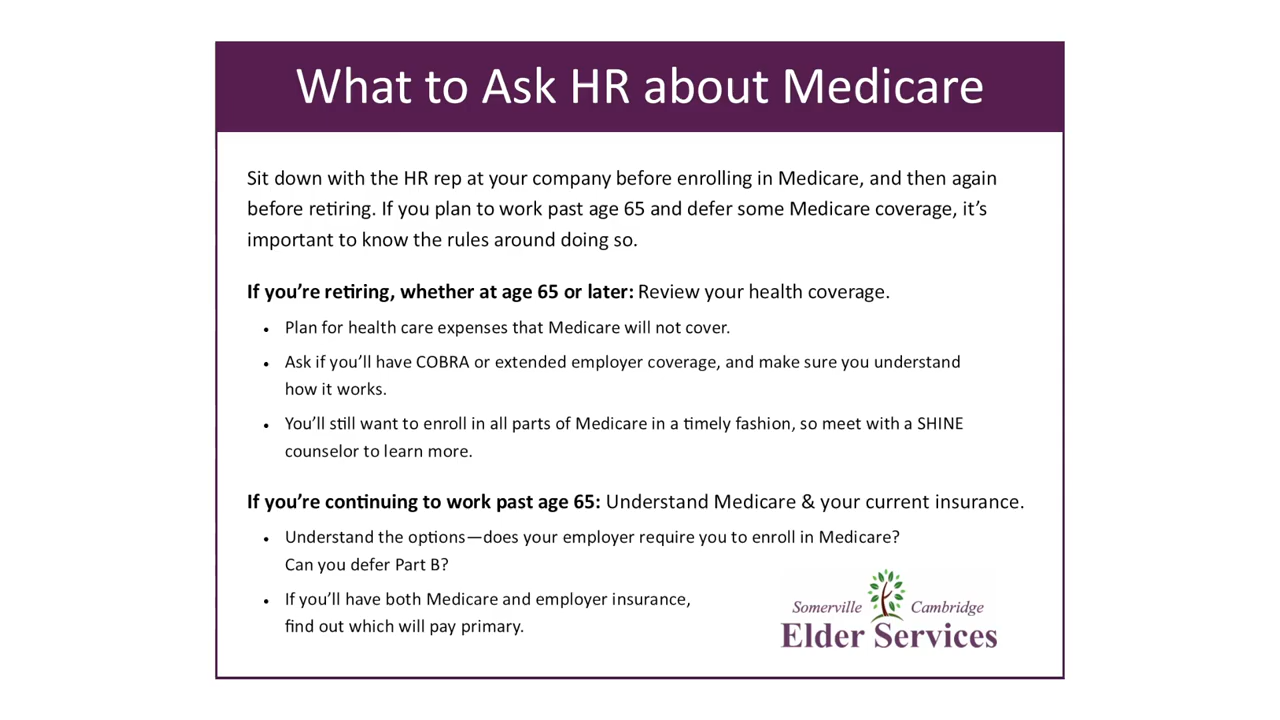 What to Ask HR about Medicare
Sit down with the HR rep at your company before enrolling in Medicare, and then again
before retiring. If you plan to work past age 65 and defer some Medicare coverage, it’s
important to know the rules around doing so.
If you’re retiring, whether at age 65 or later: Review your health coverage.
• Plan for health care expenses that Medicare will not cover.
• Ask if you’ll have COBRA or extended employer coverage, and make sure you understand
how it works.
• You’ll still want to enroll in all parts of Medicare in a timely fashion, so meet with a SHINE
counselor to learn more.
If you’re continuing to work past age 65: Understand Medicare & your current insurance.
• Understand the options—does your employer require you to enroll in Medicare?
Can you defer Part B?
• If you’ll have both Medicare and employer insurance,
find out which will pay primary.
Somerville Cambridge
Elder Services